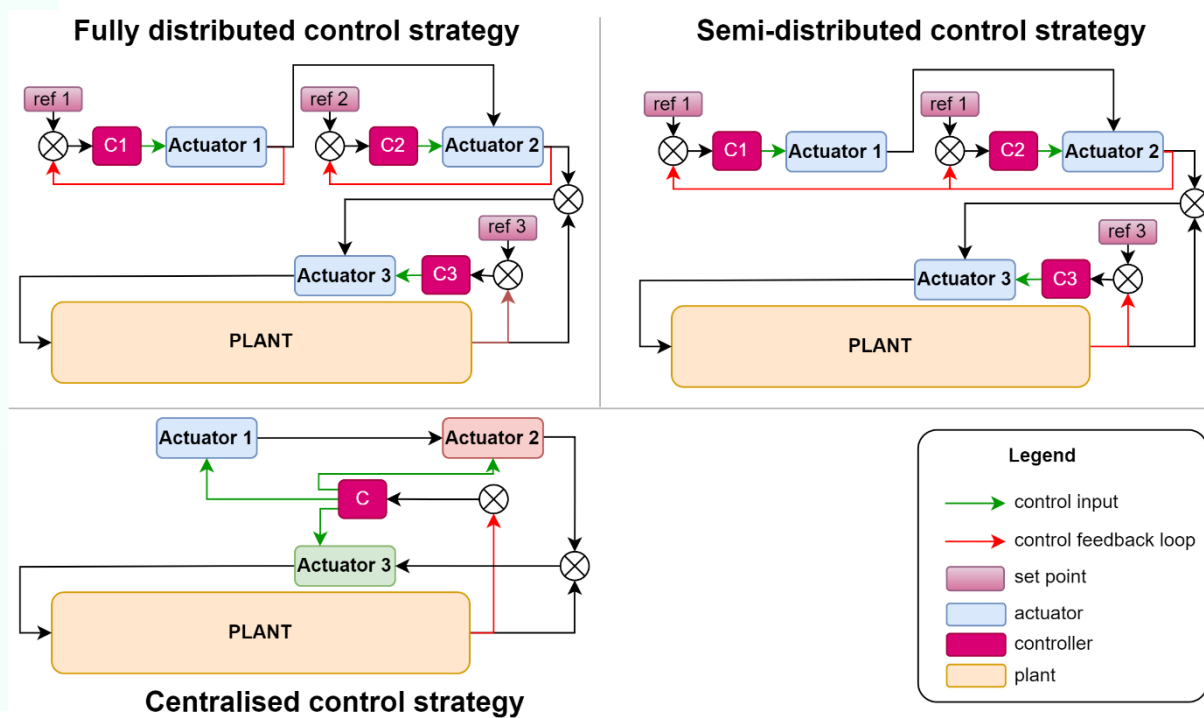 Fully distributed control strategy
ref 1
ref 2
C1
Actuator 1
C2
Actuator 2
ref 3
Actuator 3
C3
PLANT
Semi-distributed control strategy
ref 1
ref 1
C1
Actuator 1
C2
Actuator 2
ref 3
Actuator 3
C3
PLANT
Actuator 1
Actuator 2
C
Actuator 3
PLANT
Centralised control strategy
Legend
control input
control feedback loop
set point
actuator
controller
plant